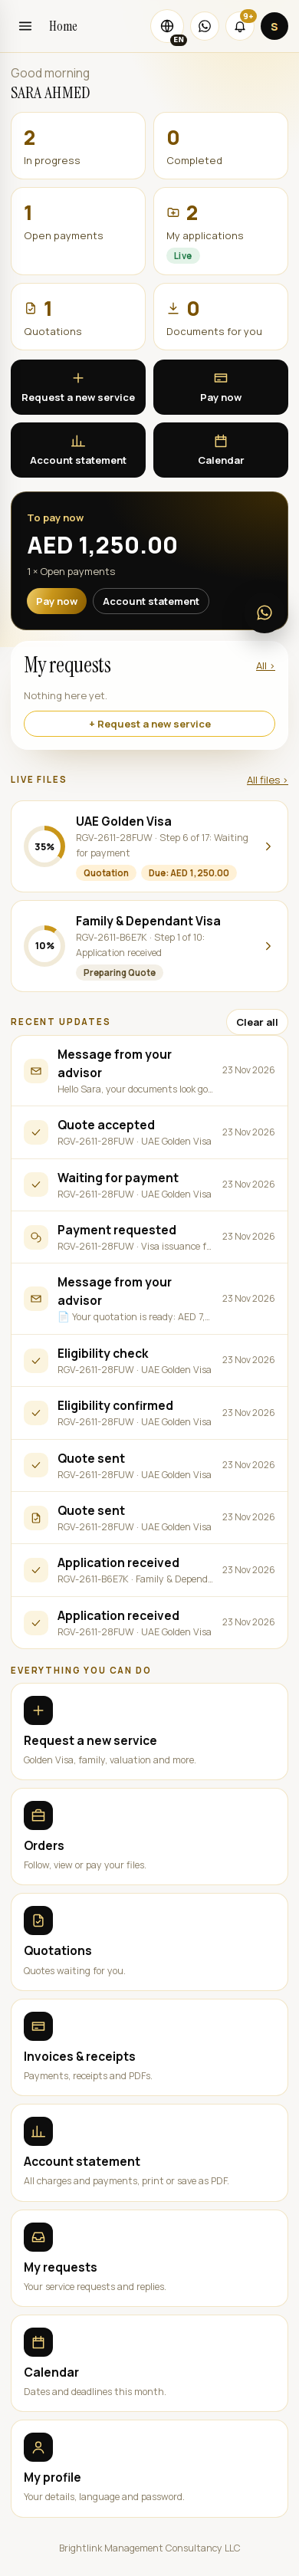 Home
EN
9+
S
Good morning
SARA AHMED
2
In progress
0
Completed
1
Open payments
2
My applications
Live
1
Quotations
0
Documents for you
Request a new service
Pay now
Account statement
Calendar
To pay now
AED 1,250.00
1 × Open payments
Pay now
Account statement
My requests
All ›
Nothing here yet.
+ Request a new service
LIVE FILES
All files ›
35%
UAE Golden Visa
RGV-2611-28FUW · Step 6 of 17: Waiting
for payment
Quotation
Due: AED 1,250.00
10%
Family & Dependant Visa
RGV-2611-B6E7K · Step 1 of 10:
Application received
Preparing Quote
RECENT UPDATES
Clear all
Message from your
advisor
Hello Sara, your documents look go…
23 Nov 2026
Quote accepted
RGV-2611-28FUW · UAE Golden Visa
23 Nov 2026
Waiting for payment
RGV-2611-28FUW · UAE Golden Visa
23 Nov 2026
Payment requested
RGV-2611-28FUW · Visa issuance f…
23 Nov 2026
Message from your
advisor
📄 Your quotation is ready: AED 7,…
23 Nov 2026
Eligibility check
RGV-2611-28FUW · UAE Golden Visa
23 Nov 2026
Eligibility confirmed
RGV-2611-28FUW · UAE Golden Visa
23 Nov 2026
Quote sent
RGV-2611-28FUW · UAE Golden Visa
23 Nov 2026
Quote sent
RGV-2611-28FUW · UAE Golden Visa
23 Nov 2026
Application received
RGV-2611-B6E7K · Family & Depend…
23 Nov 2026
Application received
RGV-2611-28FUW · UAE Golden Visa
23 Nov 2026
EVERYTHING YOU CAN DO
Request a new service
Golden Visa, family, valuation and more.
Orders
Follow, view or pay your files.
Quotations
Quotes waiting for you.
Invoices & receipts
Payments, receipts and PDFs.
Account statement
All charges and payments, print or save as PDF.
My requests
Your service requests and replies.
Calendar
Dates and deadlines this month.
My profile
Your details, language and password.
Brightlink Management Consultancy LLC